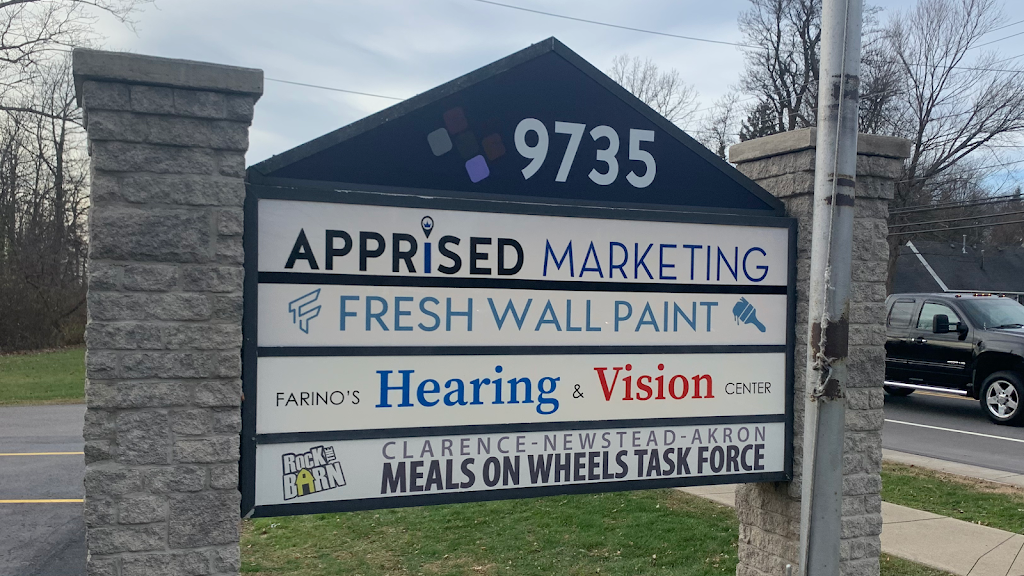 9735
APPRiSED MARKETING
FRESH WALL PAINT
FARINO'S Hearing & Vision CENTER
ROCK THE BARN
CLARENCE-NEWSTEAD-AKRON
MEALS ON WHEELS TASK FORCE